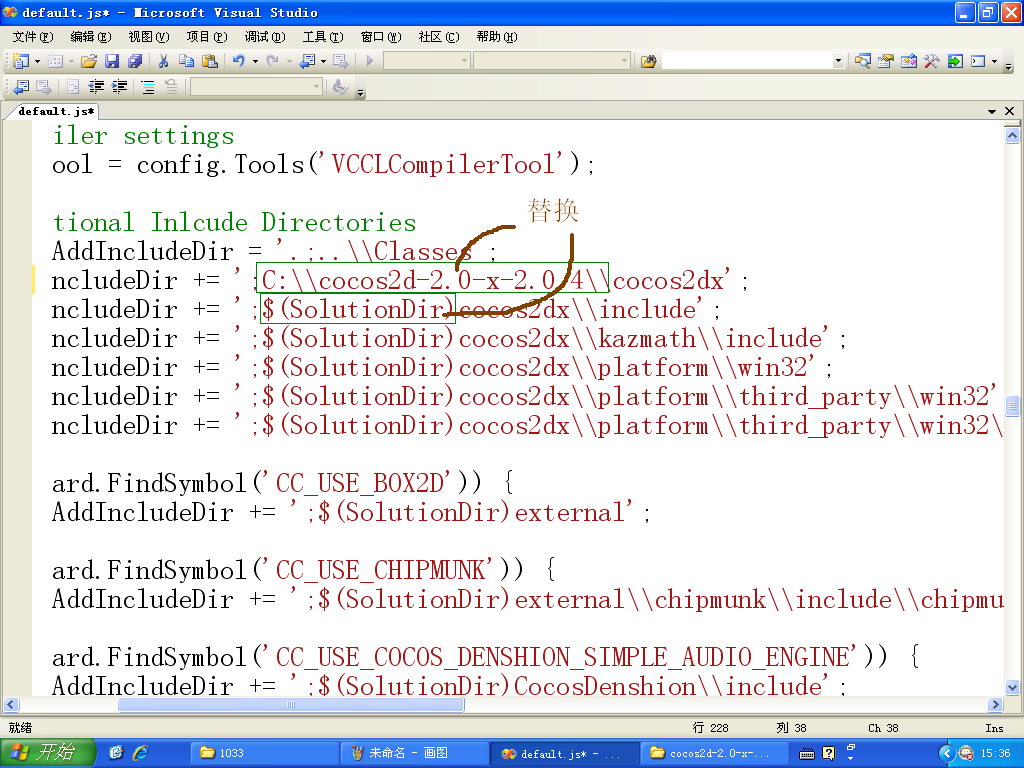 default.js* - Microsoft Visual Studio
文件(F) 编辑(E) 视图(V) 项目(P) 调试(D) 工具(T) 窗口(W) 社区(C) 帮助(H)
default.js*
iler settings
ool = config.Tools('VCCLCompilerTool');
替换
tional Inlcude Directories
AddIncludeDir = '.;..\\Classes';
ncludeDir += ';C:\\cocos2d-2.0-x-2.0.4\\cocos2dx';
ncludeDir += ';$(SolutionDir)cocos2dx\\include';
ncludeDir += ';$(SolutionDir)cocos2dx\\kazmath\\include';
ncludeDir += ';$(SolutionDir)cocos2dx\\platform\\win32';
ncludeDir += ';$(SolutionDir)cocos2dx\\platform\\third_party\\win32'
ncludeDir += ';$(SolutionDir)cocos2dx\\platform\\third_party\\win32\
ard.FindSymbol('CC_USE_BOX2D')) {
AddIncludeDir += ';$(SolutionDir)external';
ard.FindSymbol('CC_USE_CHIPMUNK')) {
AddIncludeDir += ';$(SolutionDir)external\\chipmunk\\include\\chipmu
ard.FindSymbol('CC_USE_COCOS_DENSHION_SIMPLE_AUDIO_ENGINE')) {
AddIncludeDir += ';$(SolutionDir)CocosDenshion\\include';
就绪 行 228 列 38 Ch 38 Ins
开始 1033 未命名 - 画图 default.js* - ... cocos2d-2.0-x-... 15:36